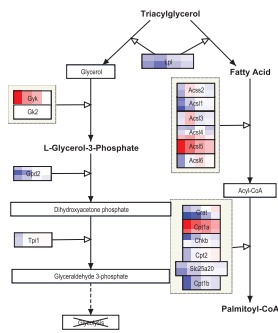 Triacylglycerol
Lpl
Glycerol
Fatty Acid
Gyk
Gk2
Acss2
Acsl1
Acsl3
Acsl4
Acsl5
Acsl6
L-Glycerol-3-Phosphate
Gpd2
Acyl-CoA
Dihydroxyacetone phosphate
Crat
Cpt1a
Chkb
Cpt2
Slc25a20
Cpt1b
Tpi1
Glyceraldehyde 3-phosphate
Palmitoyl-CoA
Glycolysis